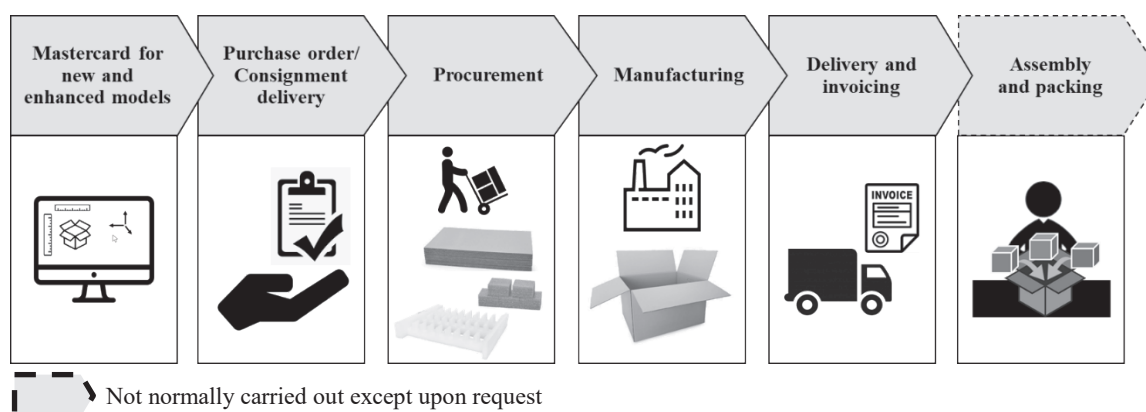 Mastercard for
new and
enhanced models
Purchase order/
Consignment
delivery
Procurement
Manufacturing
Delivery and
invoicing
Assembly
and packing
INVOICE
Not normally carried out except upon request